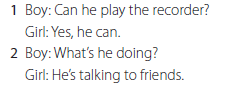 1 Boy: Can he play the recorder?
Girl: Yes, he can.
2 Boy: What's he doing?
Girl: He's talking to friends.